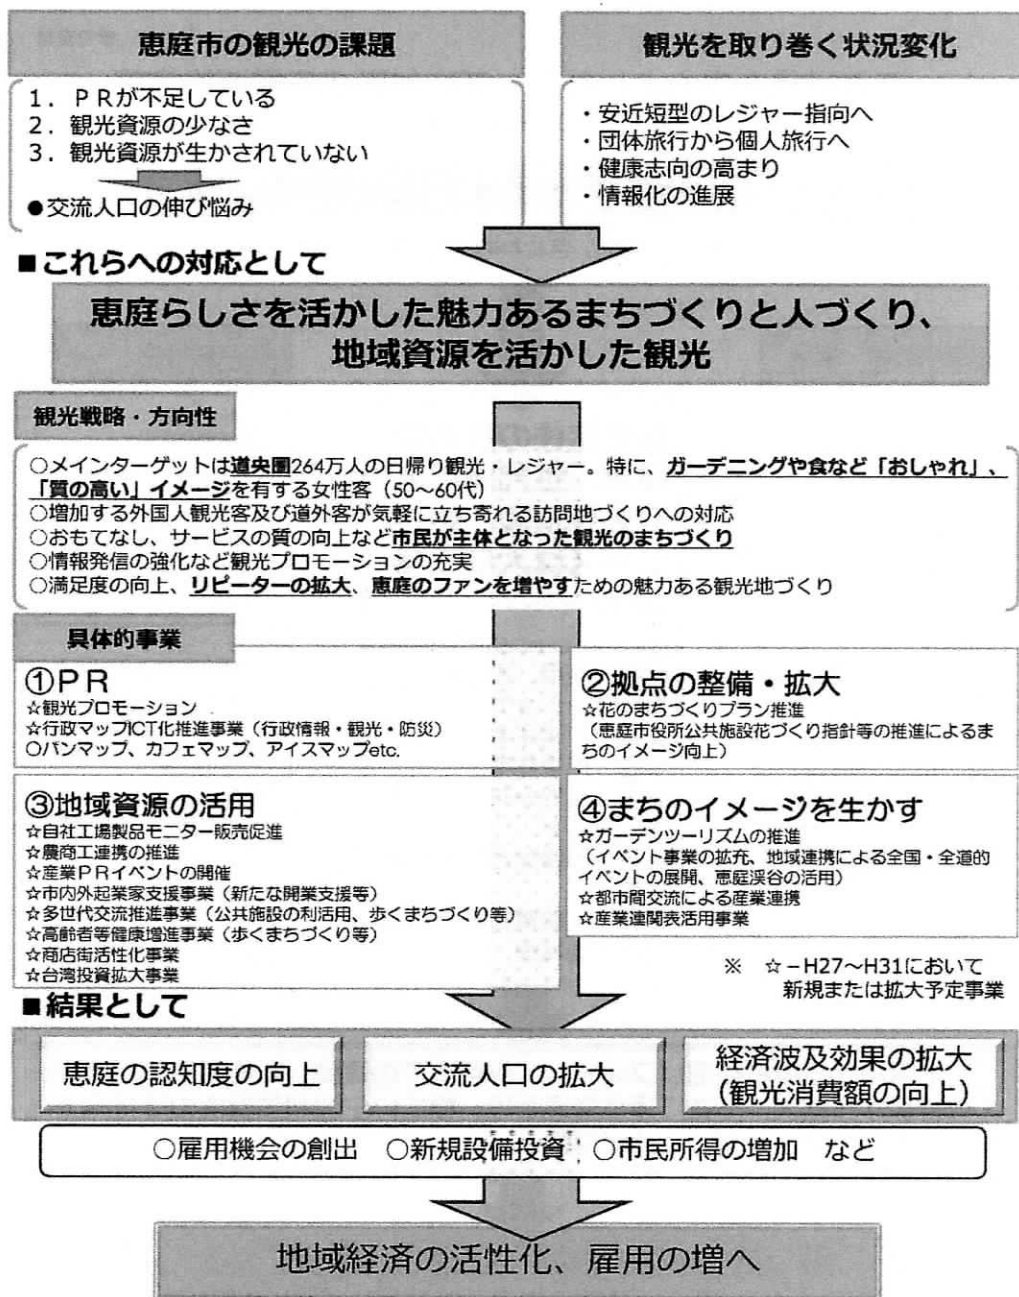 恵庭市の観光の課題
1．ＰＲが不足している
2．観光資源の少なさ
3．観光資源が生かされていない
●交流人口の伸び悩み
観光を取り巻く状況変化
・安近短型のレジャー指向へ
・団体旅行から個人旅行へ
・健康志向の高まり
・情報化の進展
■これらへの対応として
恵庭らしさを活かした魅力あるまちづくりと人づくり、
地域資源を活かした観光
観光戦略・方向性
○メインターゲットは道央圏264万人の日帰り観光・レジャー。特に、ガーデニングや食など「おしゃれ」、
「質の高い」イメージを有する女性客（50～60代）
○増加する外国人観光客及び道外客が気軽に立ち寄れる訪問地づくりへの対応
○おもてなし、サービスの質の向上など市民が主体となった観光のまちづくり
○情報発信の強化など観光プロモーションの充実
○満足度の向上、リピーターの拡大、恵庭のファンを増やすための魅力ある観光地づくり
具体的事業
①ＰＲ
☆観光プロモーション
☆行政マップICT化推進事業（行政情報・観光・防災）
○パンマップ、カフェマップ、アイスマップetc.
②拠点の整備・拡大
☆花のまちづくりプラン推進
（恵庭市役所公共施設花づくり指針等の推進によるま
ちのイメージ向上）
③地域資源の活用
☆自社工場製品モニター販売促進
☆農商工連携の推進
☆産業ＰＲイベントの開催
☆市内外起業家支援事業（新たな開業支援等）
☆多世代交流推進事業（公共施設の利活用、歩くまちづくり等）
☆高齢者等健康増進事業（歩くまちづくり等）
☆商店街活性化事業
☆台湾投資拡大事業
④まちのイメージを生かす
☆ガーデンツーリズムの推進
（イベント事業の拡充、地域連携による全国・全道的
イベントの展開、恵庭渓谷の活用）
☆都市間交流による産業連携
☆産業連関表活用事業
※　☆－H27～H31において
新規または拡大予定事業
■結果として
恵庭の認知度の向上
交流人口の拡大
経済波及効果の拡大
（観光消費額の向上）
○雇用機会の創出　○新規設備投資　○市民所得の増加　など
地域経済の活性化、雇用の増へ